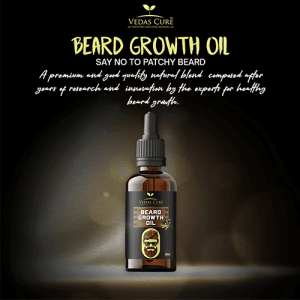 VEDAS CURE
BEARD GROWTH OIL
SAY NO TO PATCHY BEARD
A premium and good quality natural blend composed after
years of research and innovation by the experts for healthy
beard growth.
VEDAS CURE
BEARD
GROWTH
OIL